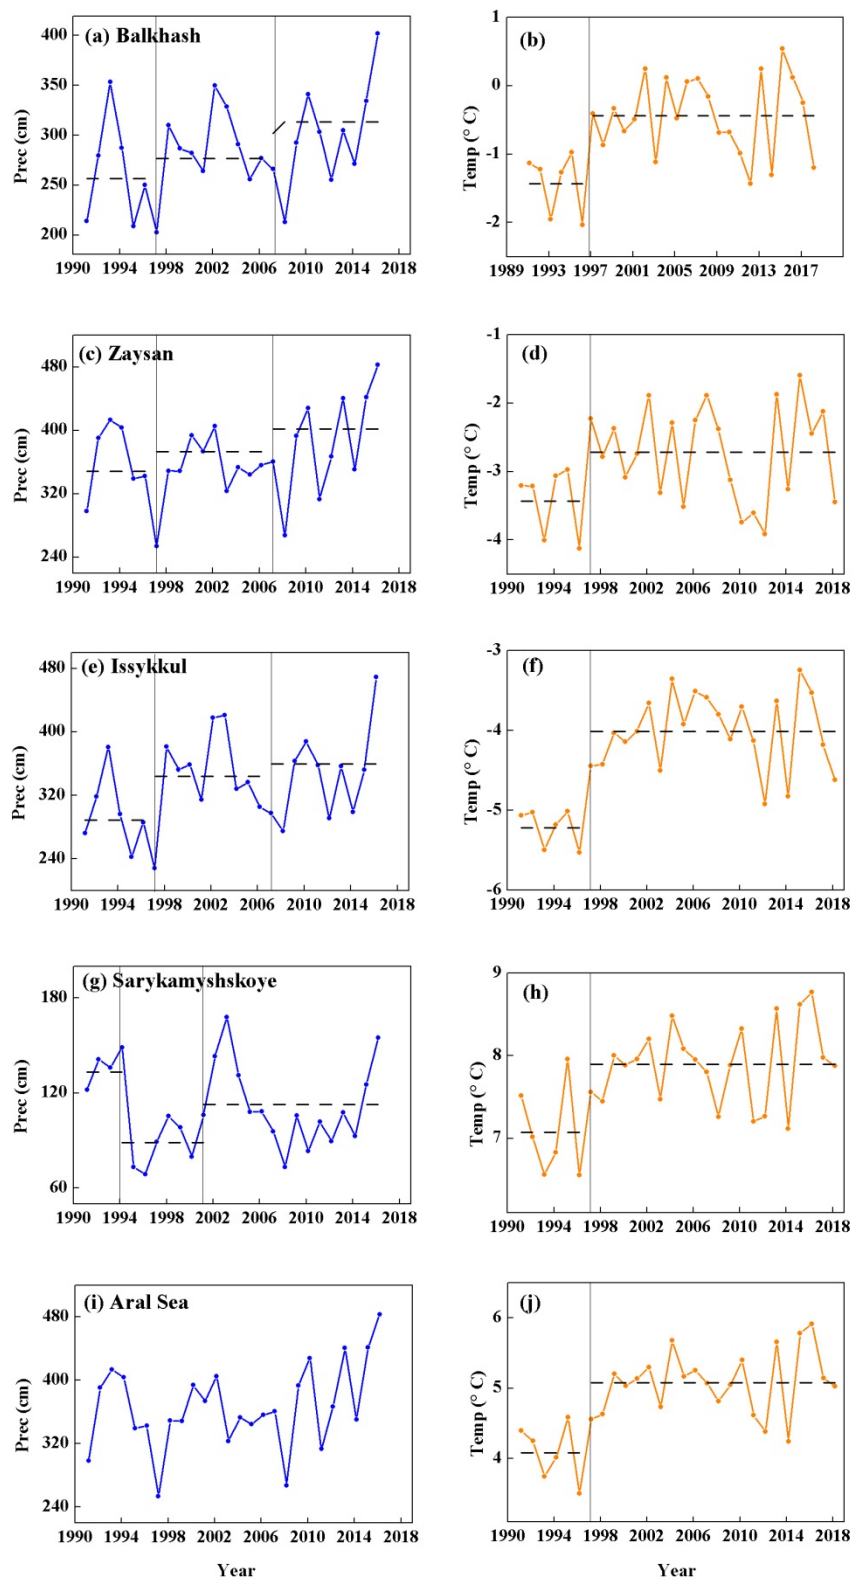 (a) Balkhash
Prec (cm)
400
350
300
250
200
1990 1994 1998 2002 2006 2010 2014 2018
(b)
Temp (° C)
1
0
-1
-2
1989 1993 1997 2001 2005 2009 2013 2017
(c) Zaysan
Prec (cm)
480
400
320
240
1990 1994 1998 2002 2006 2010 2014 2018
(d)
Temp (° C)
-1
-2
-3
-4
1990 1994 1998 2002 2006 2010 2014 2018
(e) Issykkul
Prec (cm)
480
400
320
240
1990 1994 1998 2002 2006 2010 2014 2018
(f)
Temp (° C)
-3
-4
-5
-6
1990 1994 1998 2002 2006 2010 2014 2018
(g) Sarykamyshskoye
Prec (cm)
180
120
60
1990 1994 1998 2002 2006 2010 2014 2018
(h)
Temp (° C)
9
8
7
1990 1994 1998 2002 2006 2010 2014 2018
(i) Aral Sea
Prec (cm)
480
400
320
240
1990 1994 1998 2002 2006 2010 2014 2018
Year
(j)
Temp (° C)
6
5
4
1990 1994 1998 2002 2006 2010 2014 2018
Year